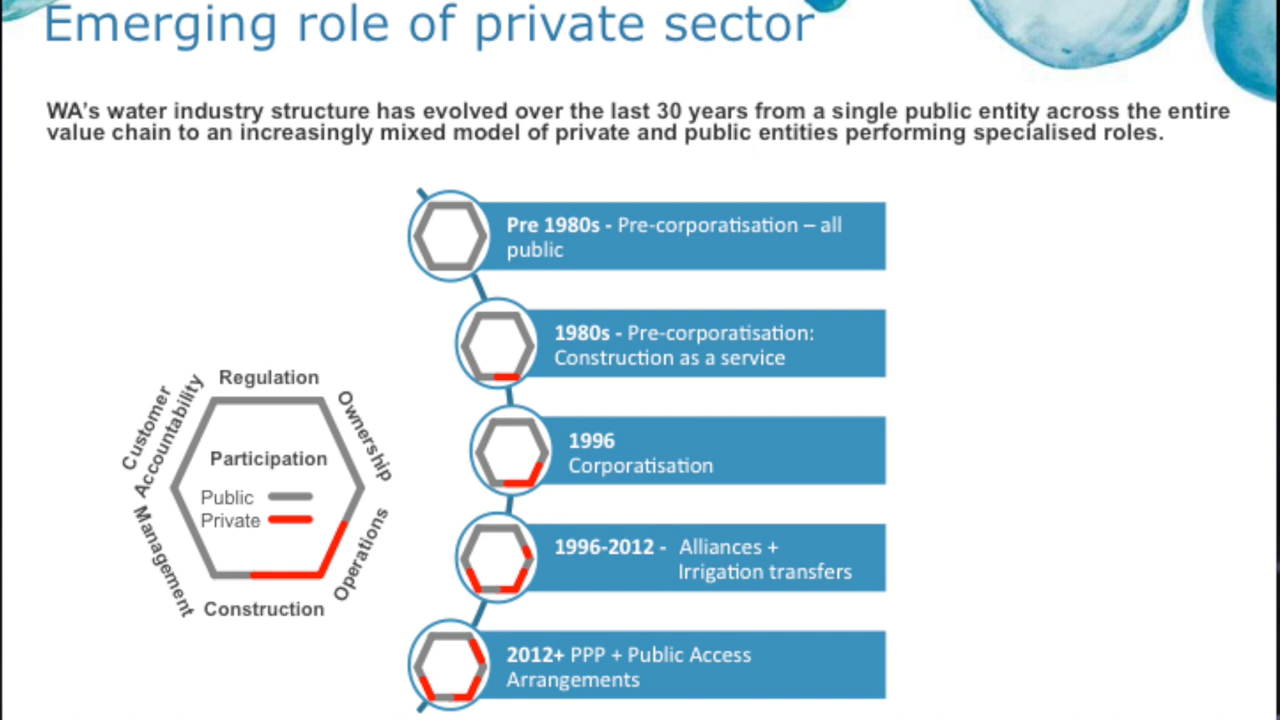 Emerging role of private sector
WA's water industry structure has evolved over the last 30 years from a single public entity across the entire
value chain to an increasingly mixed model of private and public entities performing specialised roles.
Pre 1980s - Pre-corporatisation – all
public
1980s - Pre-corporatisation:
Construction as a service
1996
Corporatisation
1996-2012 - Alliances +
Irrigation transfers
2012+ PPP + Public Access
Arrangements
Regulation
Ownership
Operations
Construction
Management
Customer
Accountability
Participation
Public
Private